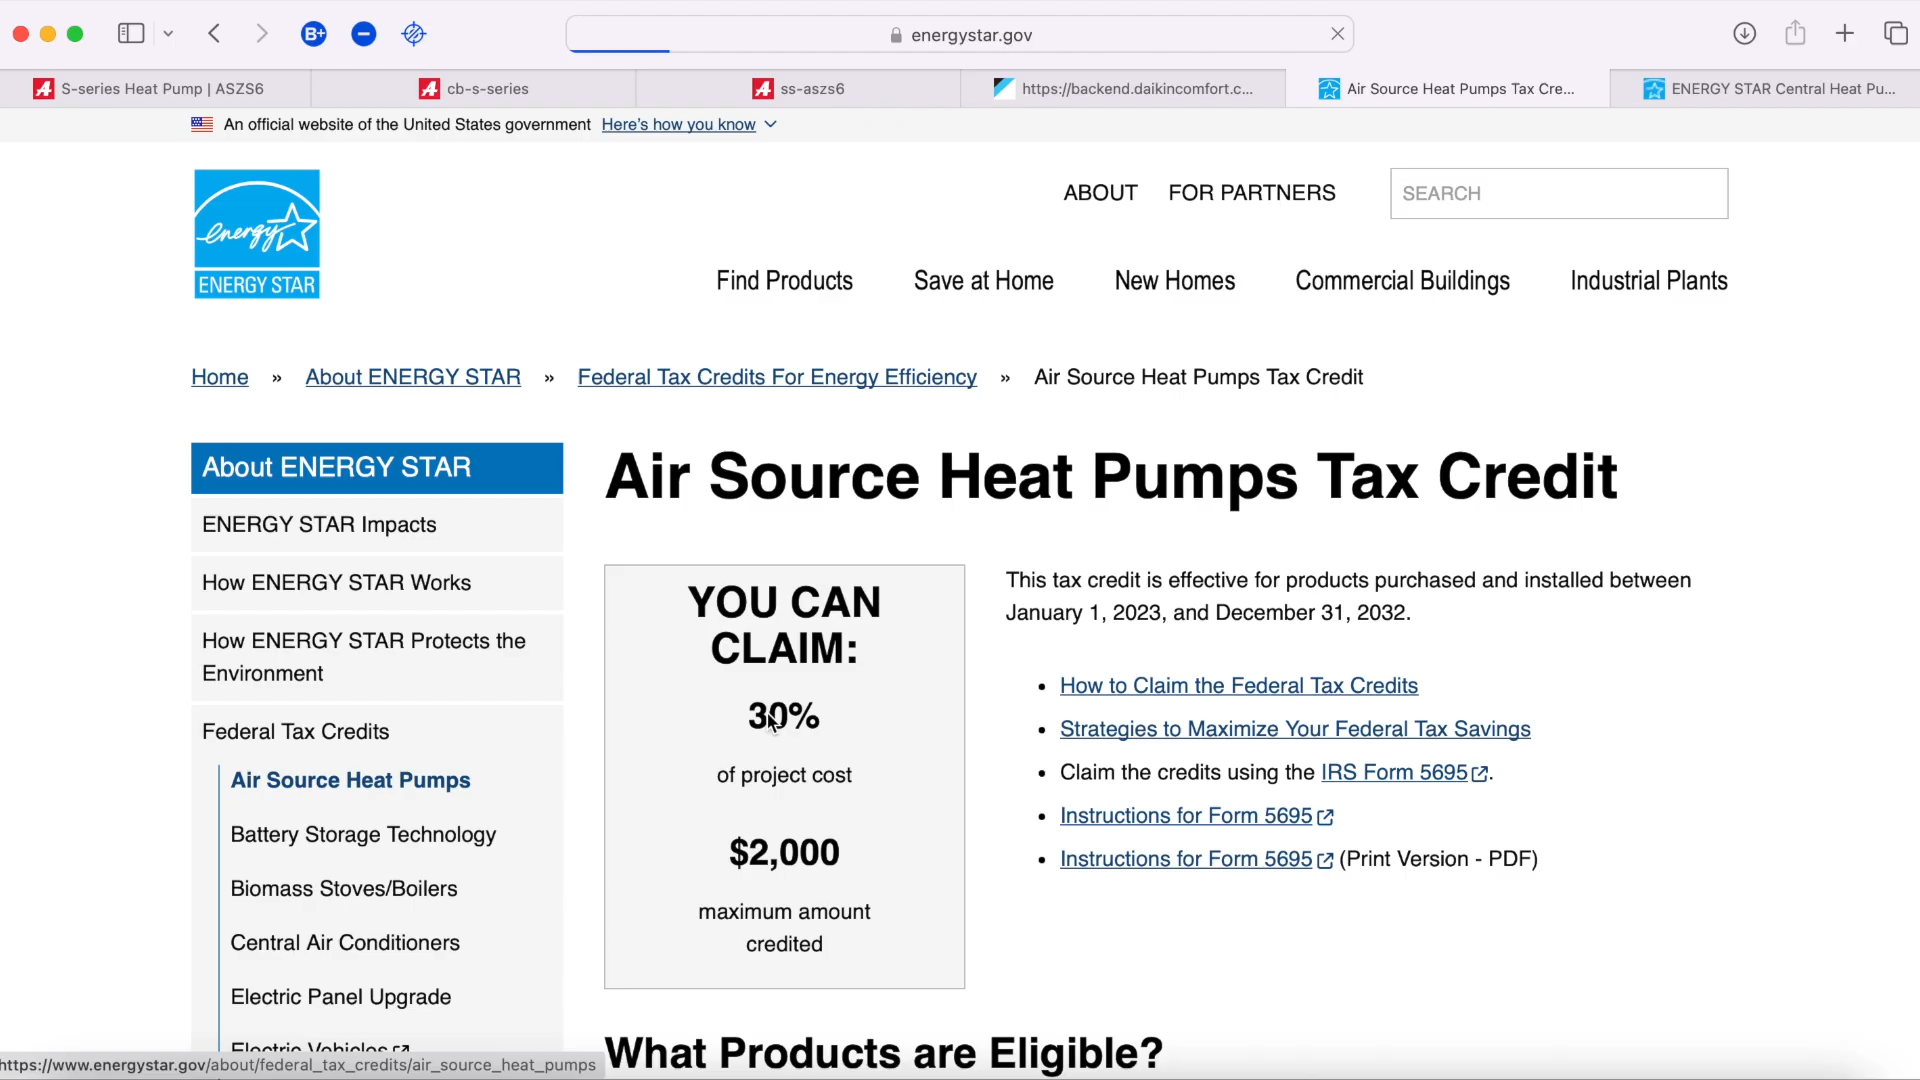 B+
energystar.gov
S-series Heat Pump | ASZS6
cb-s-series
ss-aszs6
https://backend.daikincomfort.c...
Air Source Heat Pumps Tax Cre...
ENERGY STAR Central Heat Pu...
An official website of the United States government Here's how you know
energy
ENERGY STAR
ABOUT FOR PARTNERS
SEARCH
Find Products Save at Home New Homes Commercial Buildings Industrial Plants
Home » About ENERGY STAR » Federal Tax Credits For Energy Efficiency » Air Source Heat Pumps Tax Credit
About ENERGY STAR
ENERGY STAR Impacts
How ENERGY STAR Works
How ENERGY STAR Protects the
Environment
Federal Tax Credits
Air Source Heat Pumps
Battery Storage Technology
Biomass Stoves/Boilers
Central Air Conditioners
Electric Panel Upgrade
Electric Vehicles
https://www.energystar.gov/about/federal_tax_credits/air_source_heat_pumps
Air Source Heat Pumps Tax Credit
YOU CAN
CLAIM:
30%
of project cost
$2,000
maximum amount
credited
This tax credit is effective for products purchased and installed between
January 1, 2023, and December 31, 2032.
• How to Claim the Federal Tax Credits
• Strategies to Maximize Your Federal Tax Savings
• Claim the credits using the IRS Form 5695.
• Instructions for Form 5695
• Instructions for Form 5695 (Print Version - PDF)
What Products are Eligible?